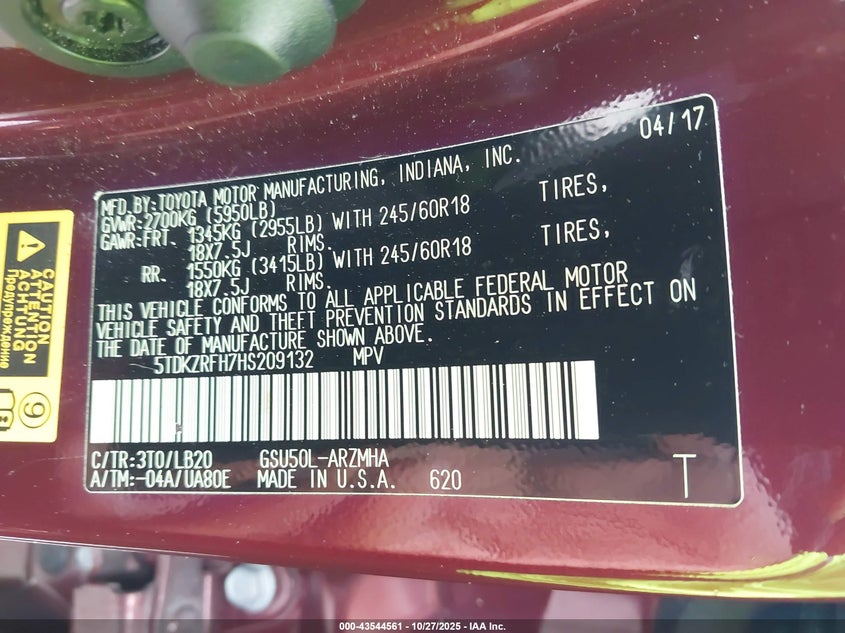 04/17
MFD.BY:TOYOTA MOTOR MANUFACTURING, INDIANA, INC.
GVWR:2700KG (5950LB)
GAWR:FRT. 1345KG (2955LB) WITH 245/60R18 TIRES,
18X7.5J RIMS.
RR. 1550KG (3415LB) WITH 245/60R18 TIRES,
18X7.5J RIMS.
THIS VEHICLE CONFORMS TO ALL APPLICABLE FEDERAL MOTOR
VEHICLE SAFETY AND THEFT PREVENTION STANDARDS IN EFFECT ON
THE DATE OF MANUFACTURE SHOWN ABOVE.
5TDKZRFH7HS209132 MPV
C/TR:3T0/LB20 GSU50L-ARZMHA
A/TM:-04A/UA80E MADE IN U.S.A. 620
T
CAUTION
ATTENTION
ACHTUNG
Предупреждение
9
000-43544561 | 10/27/2025 - IAA Inc.